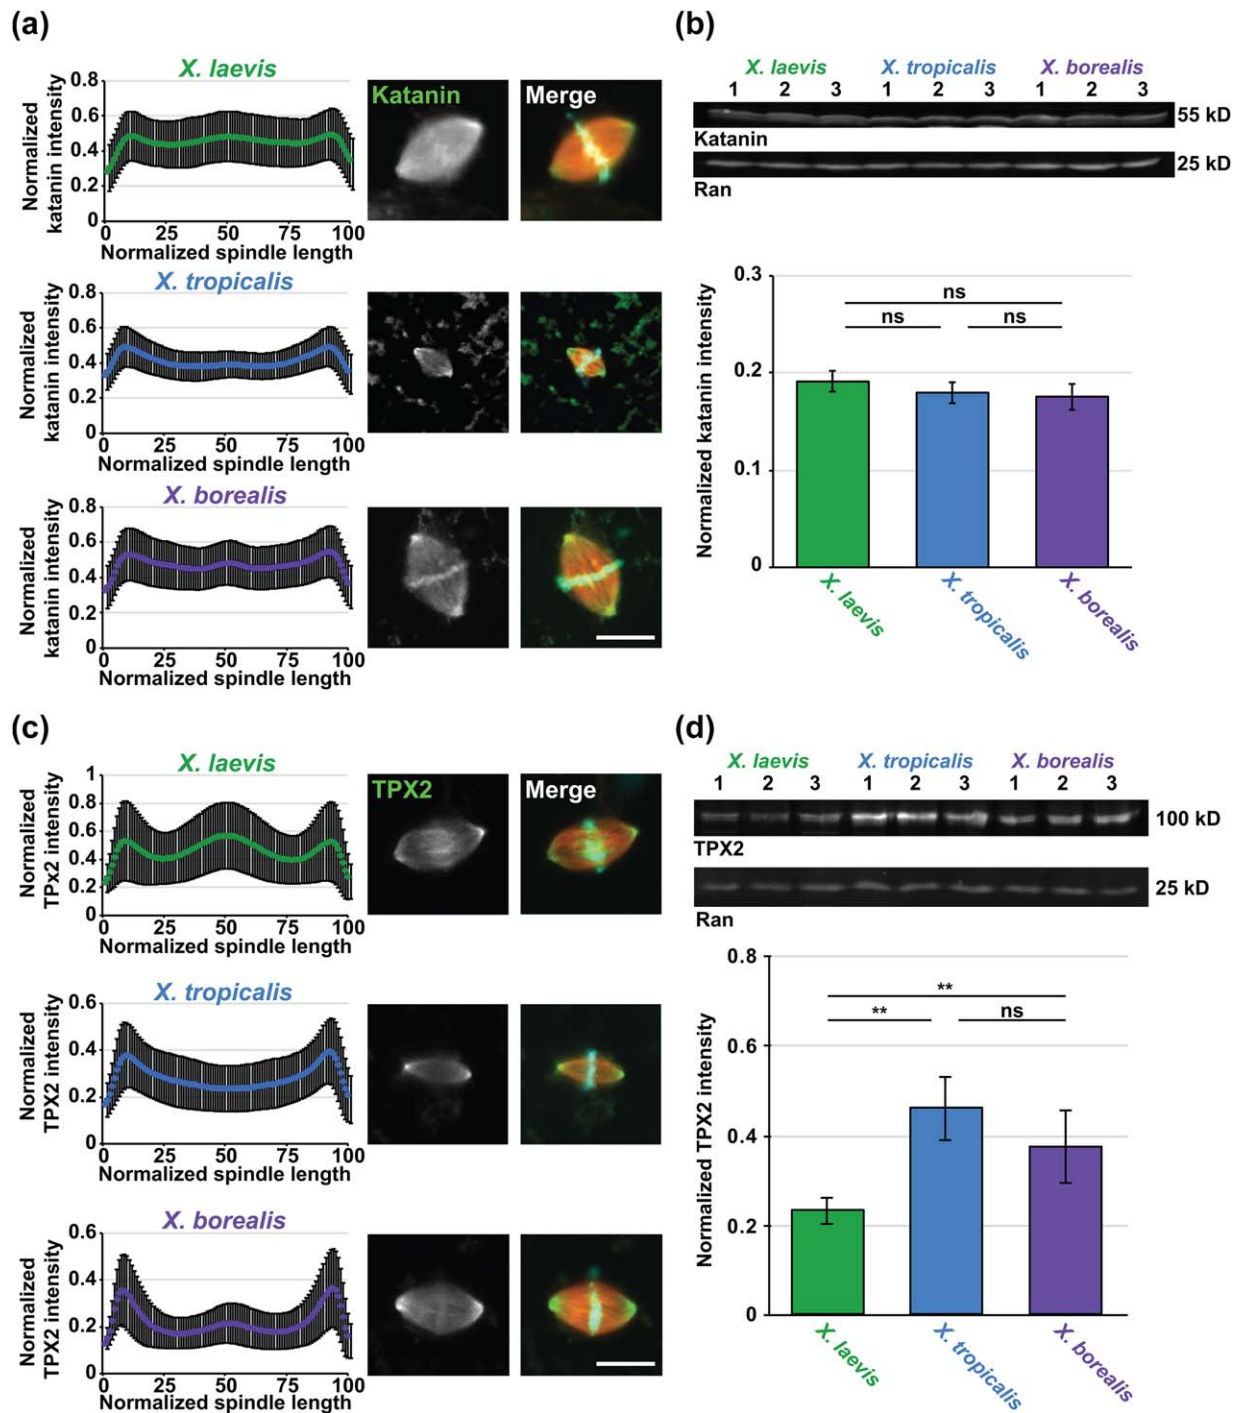 (a)
X. laevis
Normalized
katanin intensity
0.8
0.6
0.4
0.2
0
0 25 50 75 100
Normalized spindle length
Katanin
Merge
X. tropicalis
Normalized
katanin intensity
0.8
0.6
0.4
0.2
0
0 25 50 75 100
Normalized spindle length
X. borealis
Normalized
katanin intensity
0.8
0.6
0.4
0.2
0
0 25 50 75 100
Normalized spindle length
(b)
X. laevis X. tropicalis X. borealis
1 2 3 1 2 3 1 2 3
55 kD
Katanin
25 kD
Ran
Normalized katanin intensity
0.3
0.2
0.1
0
ns
ns ns
X. laevis
X. tropicalis
X. borealis
(c)
X. laevis
Normalized
TPx2 intensity
1
0.8
0.6
0.4
0.2
0
0 25 50 75 100
Normalized spindle length
TPX2
Merge
X. tropicalis
Normalized
TPX2 intensity
0.6
0.4
0.2
0
0 25 50 75 100
Normalized spindle length
X. borealis
Normalized
TPX2 intensity
0.6
0.4
0.2
0
0 25 50 75 100
Normalized spindle length
(d)
X. laevis X. tropicalis X. borealis
1 2 3 1 2 3 1 2 3
100 kD
TPX2
25 kD
Ran
Normalized TPX2 intensity
0.8
0.6
0.4
0.2
0
**
** ns
X. laevis
X. tropicalis
X. borealis